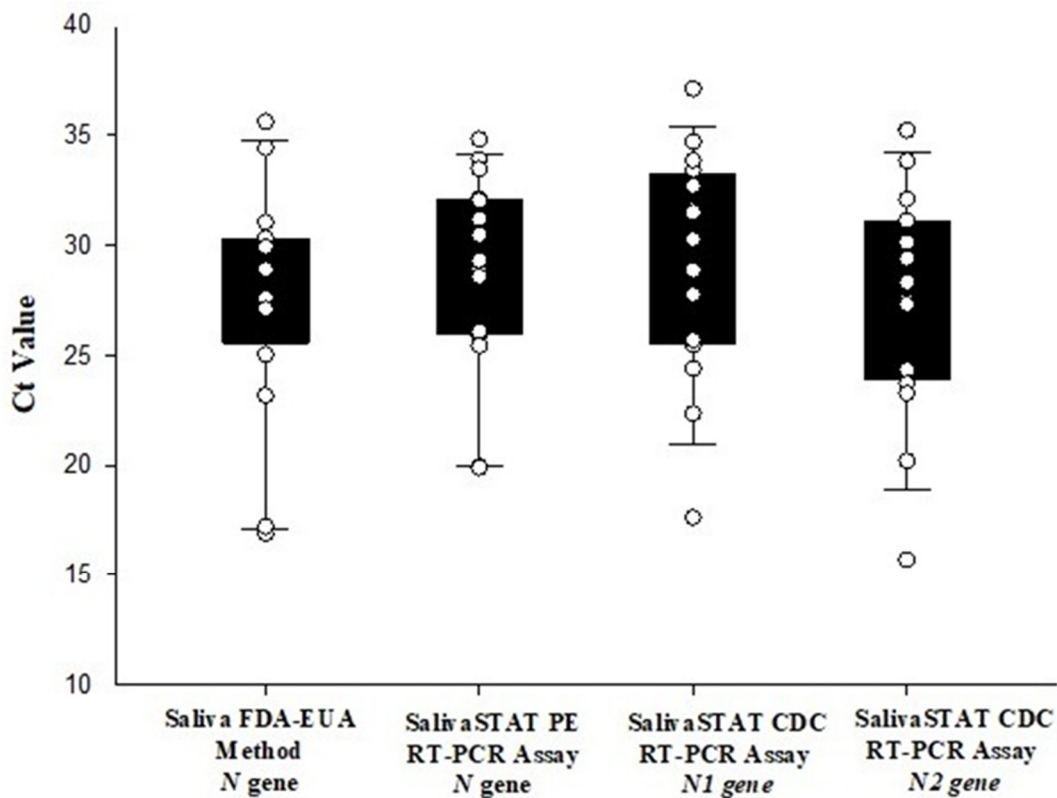 40
35
30
25
20
15
10
Ct Value
Saliva FDA-EUA
Method
N gene
SalivaSTAT PE
RT-PCR Assay
N gene
SalivaSTAT CDC
RT-PCR Assay
N1 gene
SalivaSTAT CDC
RT-PCR Assay
N2 gene